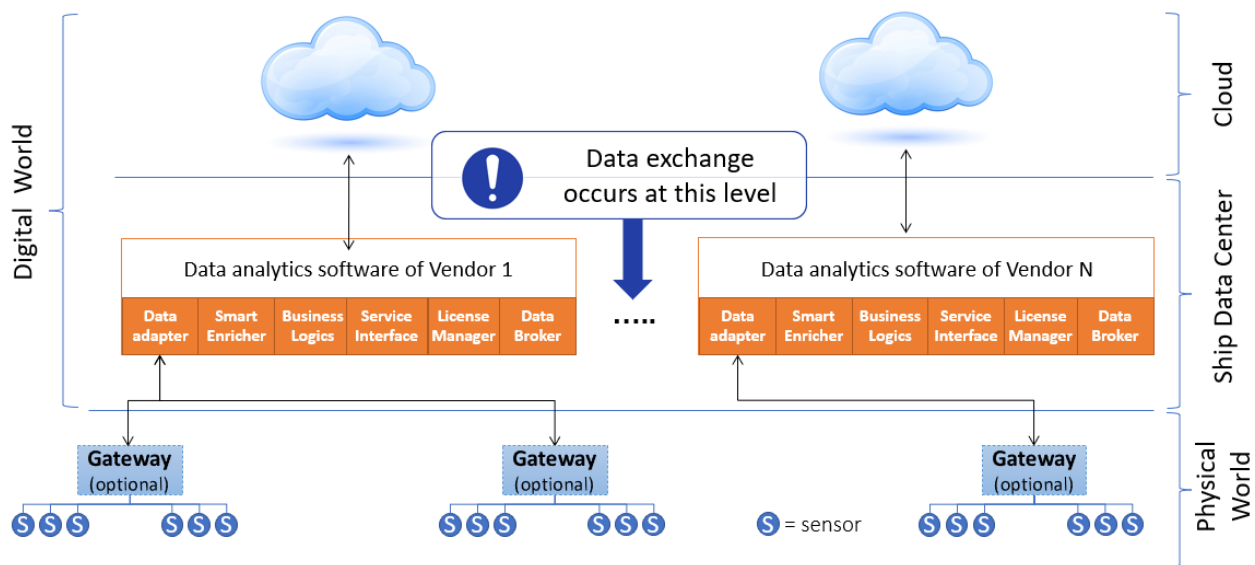 Digital World
Cloud
Data exchange
occurs at this level
Ship Data Center
Data analytics software of Vendor 1
Data
adapter
Smart
Enricher
Business
Logics
Service
Interface
License
Manager
Data
Broker
.....
Data analytics software of Vendor N
Data
adapter
Smart
Enricher
Business
Logics
Service
Interface
License
Manager
Data
Broker
Physical
World
Gateway
(optional)
Gateway
(optional)
Gateway
(optional)
S S S S S S
S S S S S S
S = sensor
S S S S S S